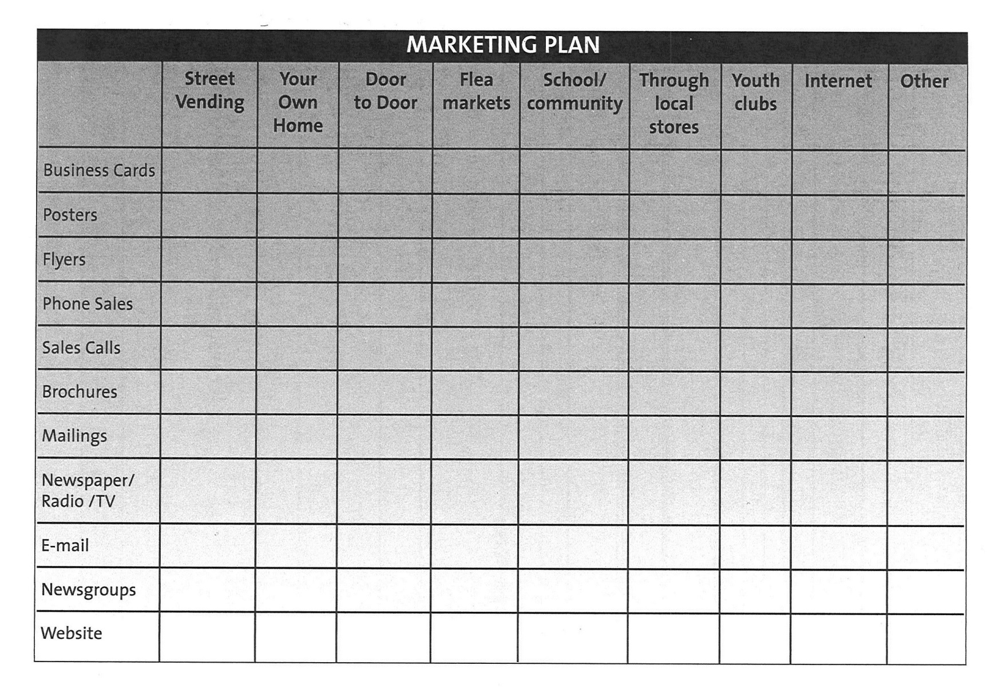 MARKETING PLAN
Street Vending
Your Own Home
Door to Door
Flea markets
School/ community
Through local stores
Youth clubs
Internet
Other
Business Cards
Posters
Flyers
Phone Sales
Sales Calls
Brochures
Mailings
Newspaper/
Radio /TV
E-mail
Newsgroups
Website